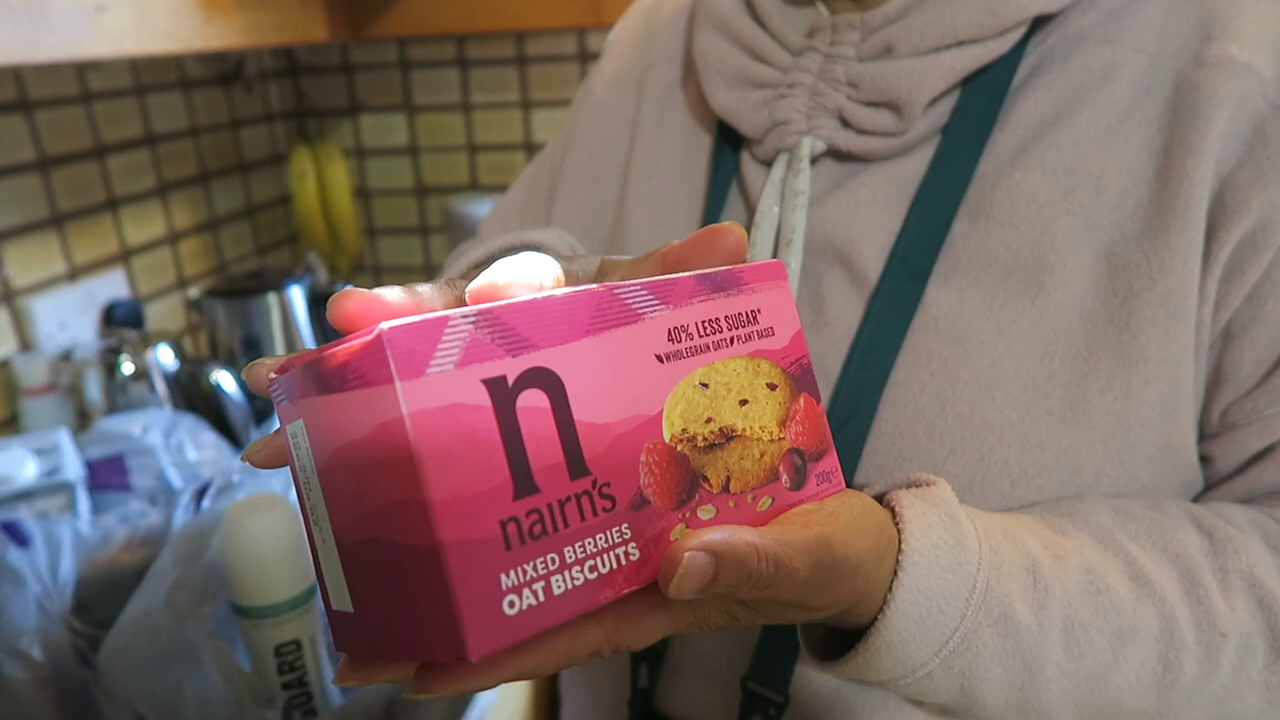 40% LESS SUGAR*
WHOLEGRAIN OATS PLANT BASED
n
nairn's
MIXED BERRIES
OAT BISCUITS
200g e
GUARD